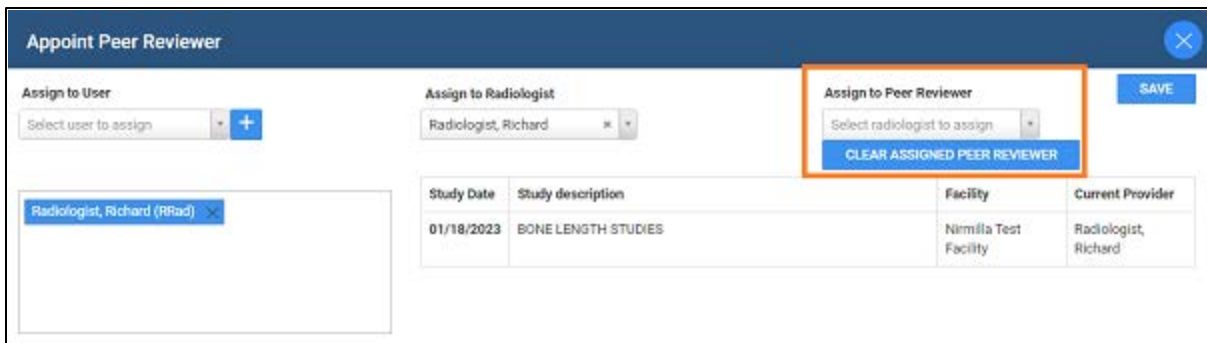 Appoint Peer Reviewer
Assign to User
Select user to assign
+
Assign to Radiologist
Radiologist, Richard
Assign to Peer Reviewer
Select radiologist to assign
SAVE
CLEAR ASSIGNED PEER REVIEWER
Radiologist, Richard (RRad)
Study Date Study description Facility Current Provider
01/18/2023 BONE LENGTH STUDIES Nirmilla Test Radiologist,
Facility Richard